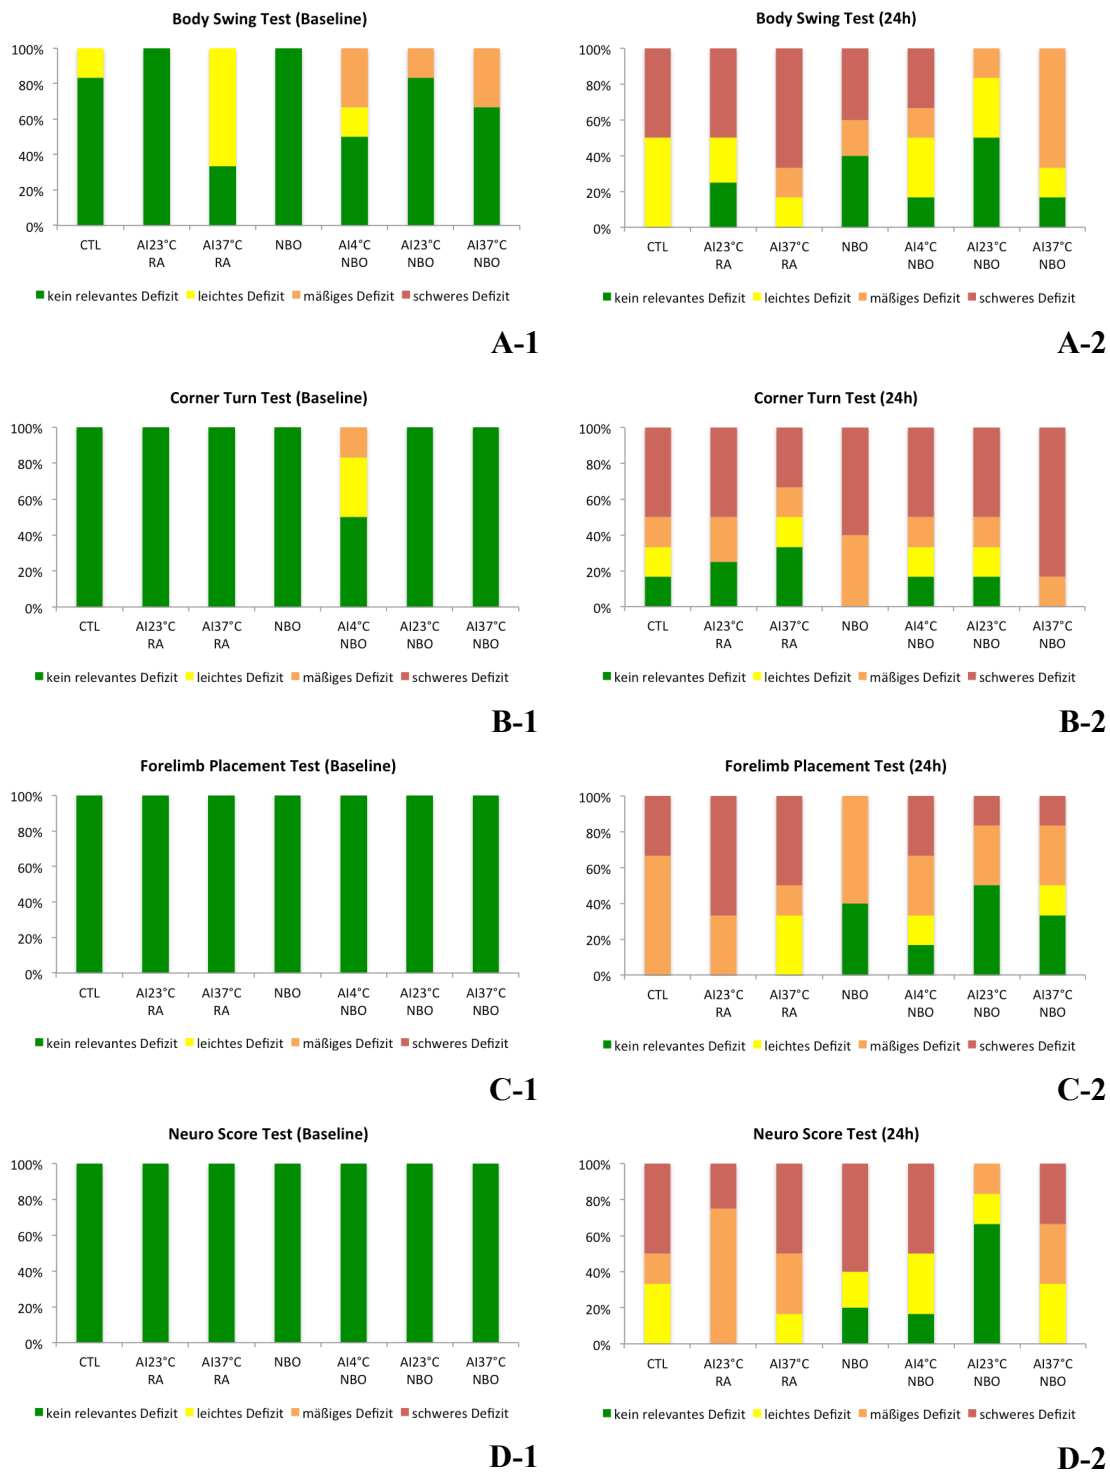 Body Swing Test (Baseline)
100%
80%
60%
40%
20%
0%
CTL AI23°C AI37°C NBO AI4°C AI23°C AI37°C
RA RA NBO NBO NBO
kein relevantes Defizit leichtes Defizit mäßiges Defizit schweres Defizit
A-1
Body Swing Test (24h)
100%
80%
60%
40%
20%
0%
CTL AI23°C AI37°C NBO AI4°C AI23°C AI37°C
RA RA NBO NBO NBO
kein relevantes Defizit leichtes Defizit mäßiges Defizit schweres Defizit
A-2
Corner Turn Test (Baseline)
100%
80%
60%
40%
20%
0%
CTL AI23°C AI37°C NBO AI4°C AI23°C AI37°C
RA RA NBO NBO NBO
kein relevantes Defizit leichtes Defizit mäßiges Defizit schweres Defizit
B-1
Corner Turn Test (24h)
100%
80%
60%
40%
20%
0%
CTL AI23°C AI37°C NBO AI4°C AI23°C AI37°C
RA RA NBO NBO NBO
kein relevantes Defizit leichtes Defizit mäßiges Defizit schweres Defizit
B-2
Forelimb Placement Test (Baseline)
100%
80%
60%
40%
20%
0%
CTL AI23°C AI37°C NBO AI4°C AI23°C AI37°C
RA RA NBO NBO NBO
kein relevantes Defizit leichtes Defizit mäßiges Defizit schweres Defizit
C-1
Forelimb Placement Test (24h)
100%
80%
60%
40%
20%
0%
CTL AI23°C AI37°C NBO AI4°C AI23°C AI37°C
RA RA NBO NBO NBO
kein relevantes Defizit leichtes Defizit mäßiges Defizit schweres Defizit
C-2
Neuro Score Test (Baseline)
100%
80%
60%
40%
20%
0%
CTL AI23°C AI37°C NBO AI4°C AI23°C AI37°C
RA RA NBO NBO NBO
kein relevantes Defizit leichtes Defizit mäßiges Defizit schweres Defizit
D-1
Neuro Score Test (24h)
100%
80%
60%
40%
20%
0%
CTL AI23°C AI37°C NBO AI4°C AI23°C AI37°C
RA RA NBO NBO NBO
kein relevantes Defizit leichtes Defizit mäßiges Defizit schweres Defizit
D-2